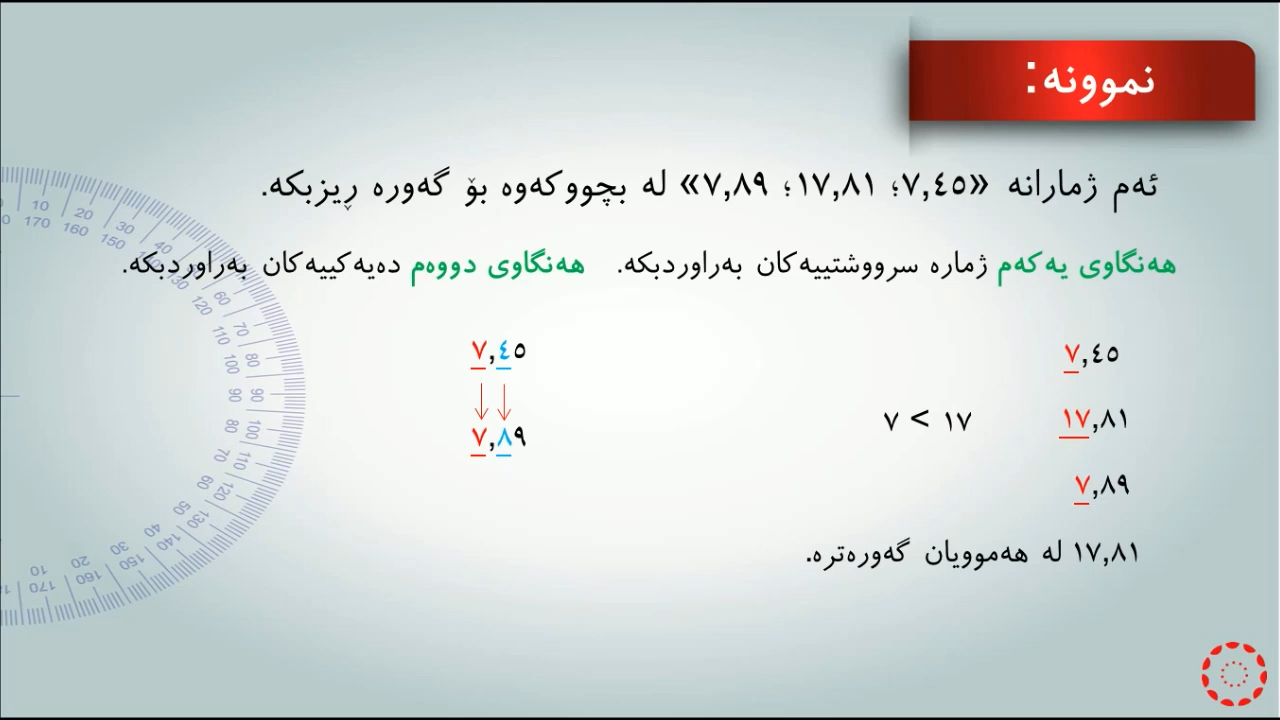 نموونە:
ئەم ژمارانە «٧,٤٥؛ ١٧,٨١؛ ٧,٨٩» لە بچووکەوە بۆ گەورە ڕیزبکە.
هەنگاوی یەکەم ژمارە سرووشتییەکان بەراوردبکە.
هەنگاوی دووەم دەیەکییەکان بەراوردبکە.
٧,٤٥
١٧,٨١
٧ < ١٧
٧,٨٩
١٧,٨١ لە هەموویان گەورەترە.
٧,٤٥
٧,٨٩